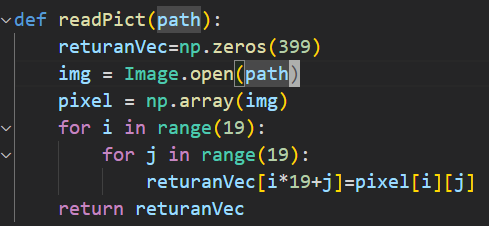 def readPict(path):
    returanVec=np.zeros(399)
    img = Image.open(path)
    pixel = np.array(img)
    for i in range(19):
        for j in range(19):
            returanVec[i*19+j]=pixel[i][j]
    return returanVec